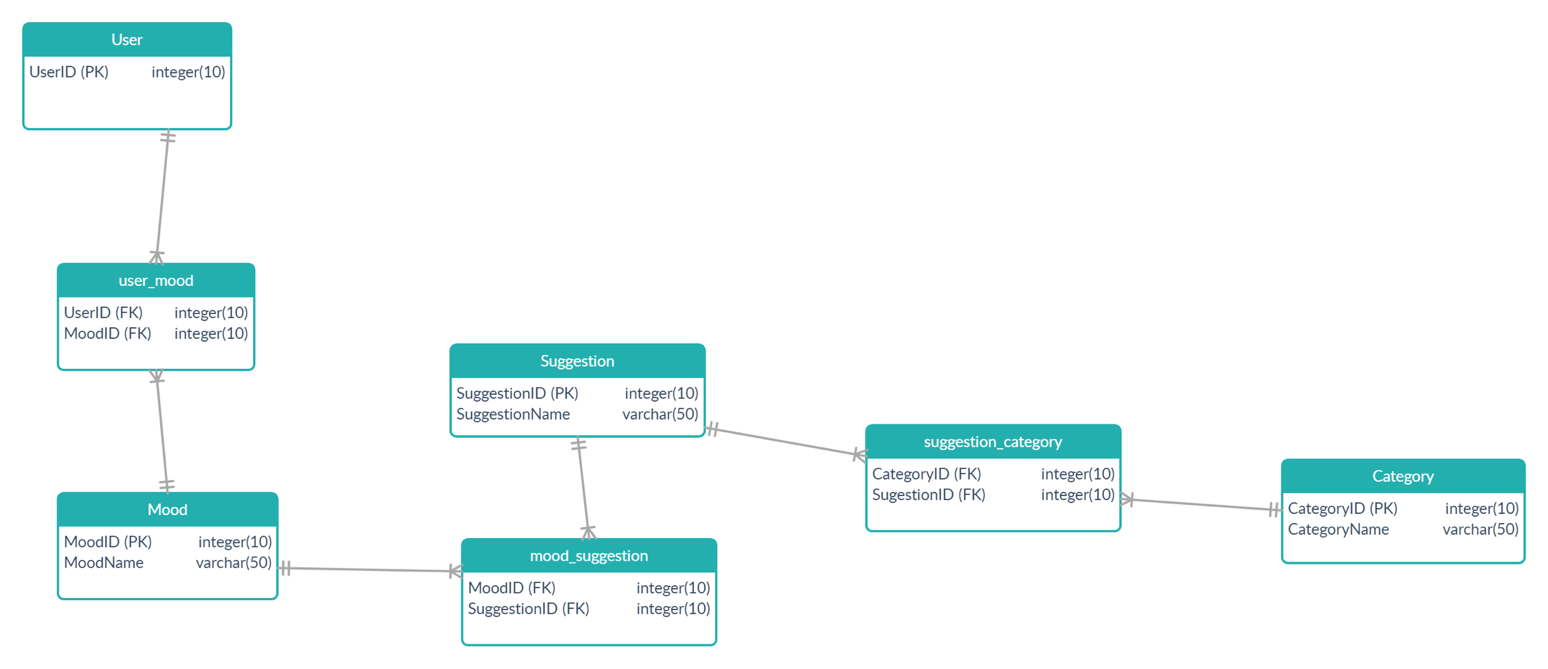 User
UserID (PK) integer(10)
user_mood
UserID (FK) integer(10)
MoodID (FK) integer(10)
Mood
MoodID (PK) integer(10)
MoodName varchar(50)
Suggestion
SuggestionID (PK) integer(10)
SuggestionName varchar(50)
mood_suggestion
MoodID (FK) integer(10)
SuggestionID (FK) integer(10)
suggestion_category
CategoryID (FK) integer(10)
SugestionID (FK) integer(10)
Category
CategoryID (PK) integer(10)
CategoryName varchar(50)